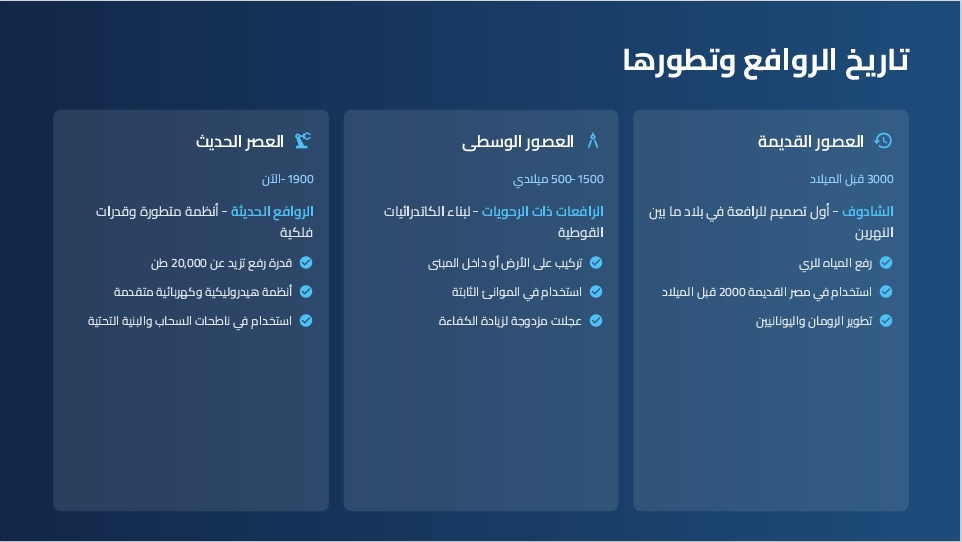 تاريخ الروافع وتطورها
العصور القديمة
3000 قبل الميلاد
الشادوف - أول تصميم للرافعة في بلاد ما بين
النهرين
رفع المياه للري
استخدام في مصر القديمة 2000 قبل الميلاد
تطوير الرومان واليونانيين
العصور الوسطى
500-1500 ميلادي
الرافعات ذات الرحويات - لبناء الكاتدرائيات
القوطية
تركيب على الأرض أو داخل المبنى
استخدام في الموانئ الثابتة
عجلات مزدوجة لزيادة الكفاءة
العصر الحديث
1900-الآن
الروافع الحديثة - أنظمة متطورة وقدرات
فلكية
قدرة رفع تزيد عن 20,000 طن
أنظمة هيدروليكية وكهربائية متقدمة
استخدام في ناطحات السحاب والبنية التحتية